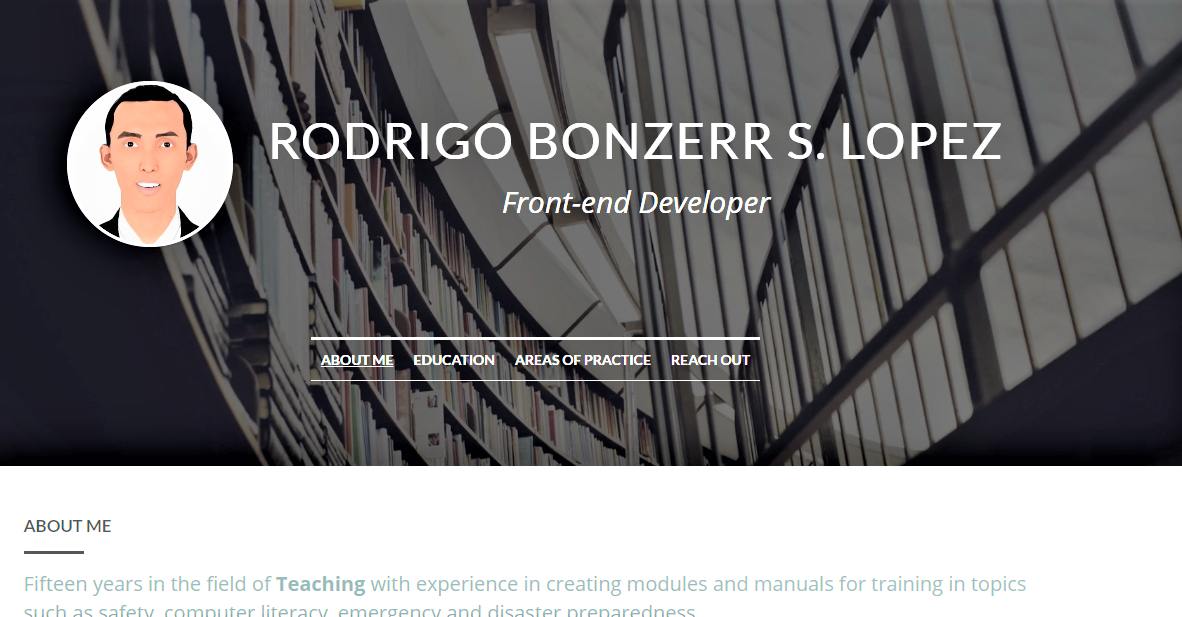 RODRIGO BONZERR S. LOPEZ
Front-end Developer
ABOUT ME EDUCATION AREAS OF PRACTICE REACH OUT
ABOUT ME
Fifteen years in the field of Teaching with experience in creating modules and manuals for training in topics
such as safety, computer literacy, emergency and disaster preparedness